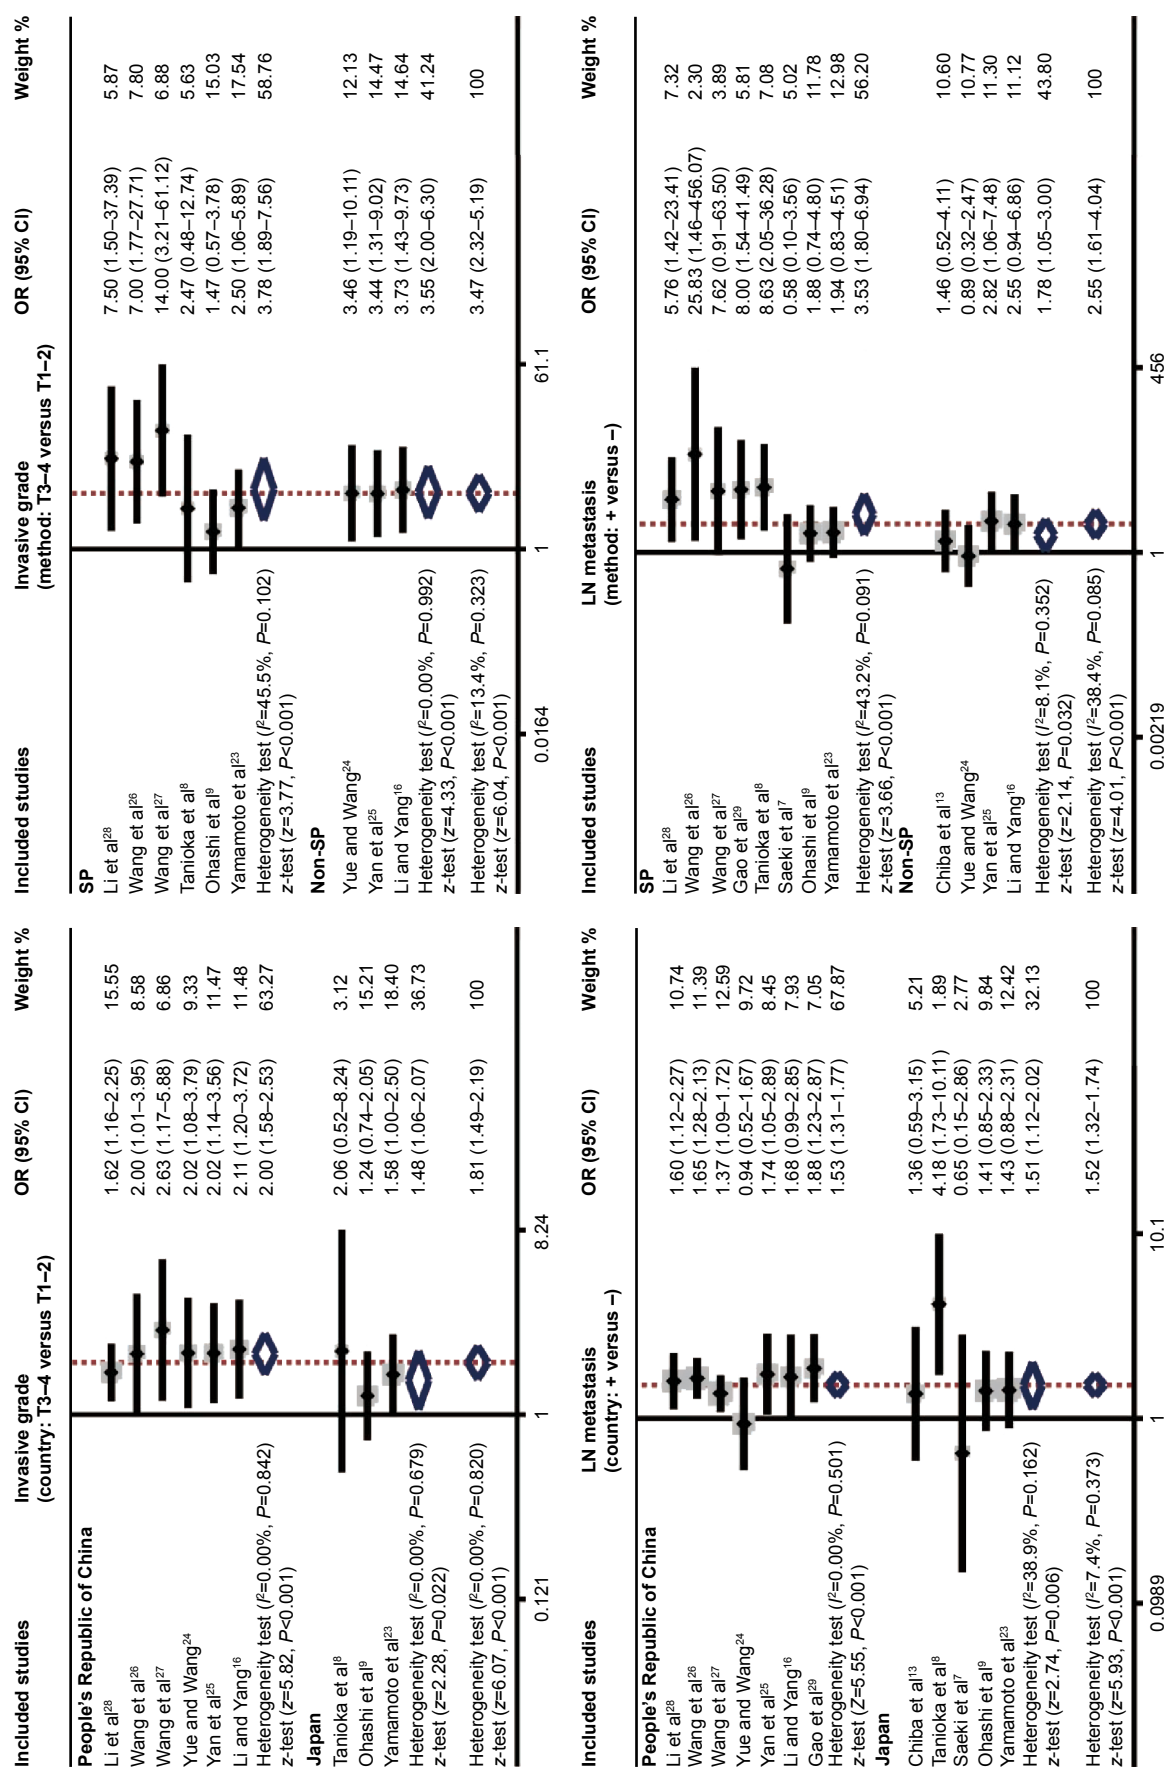 Included studies
Invasive grade
(country: T3–4 versus T1–2)
OR (95% CI)
Weight %
People's Republic of China
Li et al28 1.62 (1.16–2.25) 15.55
Wang et al26 2.00 (1.01–3.95) 8.58
Wang et al27 2.63 (1.17–5.88) 6.86
Yue and Wang24 2.02 (1.08–3.79) 9.33
Yan et al25 2.02 (1.14–3.56) 11.47
Li and Yang16 2.11 (1.20–3.72) 11.48
Heterogeneity test (I2=0.00%, P=0.842) 2.00 (1.58–2.53) 63.27
z-test (z=5.82, P<0.001)
Japan
Tanioka et al8 2.06 (0.52–8.24) 3.12
Ohashi et al9 1.24 (0.74–2.05) 15.21
Yamamoto et al23 1.58 (1.00–2.50) 18.40
Heterogeneity test (I2=0.00%, P=0.679) 1.48 (1.06–2.07) 36.73
z-test (z=2.28, P=0.022)
Heterogeneity test (I2=0.00%, P=0.820) 1.81 (1.49–2.19) 100
z-test (z=6.07, P<0.001)
0.121 1 8.24
Included studies
Invasive grade
(method: T3–4 versus T1–2)
OR (95% CI)
Weight %
SP
Li et al28 7.50 (1.50–37.39) 5.87
Wang et al26 7.00 (1.77–27.71) 7.80
Wang et al27 14.00 (3.21–61.12) 6.88
Tanioka et al8 2.47 (0.48–12.74) 5.63
Ohashi et al9 1.47 (0.57–3.78) 15.03
Yamamoto et al23 2.50 (1.06–5.89) 17.54
Heterogeneity test (I2=45.5%, P=0.102) 3.78 (1.89–7.56) 58.76
z-test (z=3.77, P<0.001)
Non-SP
Yue and Wang24 3.46 (1.19–10.11) 12.13
Yan et al25 3.44 (1.31–9.02) 14.47
Li and Yang16 3.73 (1.43–9.73) 14.64
Heterogeneity test (I2=0.00%, P=0.992) 3.55 (2.00–6.30) 41.24
z-test (z=4.33, P<0.001)
Heterogeneity test (I2=13.4%, P=0.323) 3.47 (2.32–5.19) 100
z-test (z=6.04, P<0.001)
0.0164 1 61.1
Included studies
LN metastasis
(country: + versus –)
OR (95% CI)
Weight %
People's Republic of China
Li et al28 1.60 (1.12–2.27) 10.74
Wang et al26 1.65 (1.28–2.13) 11.39
Wang et al27 1.37 (1.09–1.72) 12.59
Yue and Wang24 0.94 (0.52–1.67) 9.72
Yan et al25 1.74 (1.05–2.89) 8.45
Li and Yang16 1.68 (0.99–2.85) 7.93
Gao et al29 1.88 (1.23–2.87) 7.05
Heterogeneity test (I2=0.00%, P=0.501) 1.53 (1.31–1.77) 67.87
z-test (Z=5.55, P<0.001)
Japan
Chiba et al13 1.36 (0.59–3.15) 5.21
Tanioka et al8 4.18 (1.73–10.11) 1.89
Saeki et al7 0.65 (0.15–2.86) 2.77
Ohashi et al9 1.41 (0.85–2.33) 9.84
Yamamoto et al23 1.43 (0.88–2.31) 12.42
Heterogeneity test (I2=38.9%, P=0.162) 1.51 (1.12–2.02) 32.13
z-test (z=2.74, P=0.006)
Heterogeneity test (I2=7.4%, P=0.373) 1.52 (1.32–1.74) 100
z-test (z=5.93, P<0.001)
0.0989 1 10.1
Included studies
LN metastasis
(method: + versus –)
OR (95% CI)
Weight %
SP
Li et al28 5.76 (1.42–23.41) 7.32
Wang et al26 25.83 (1.46–456.07) 2.30
Wang et al27 7.62 (0.91–63.50) 3.89
Gao et al29 8.00 (1.54–41.49) 5.81
Tanioka et al8 8.63 (2.05–36.28) 7.08
Saeki et al7 0.58 (0.10–3.56) 5.02
Ohashi et al9 1.88 (0.74–4.80) 11.78
Yamamoto et al23 1.94 (0.83–4.51) 12.98
Heterogeneity test (I2=43.2%, P=0.091) 3.53 (1.80–6.94) 56.20
z-test (z=3.66, P<0.001)
Non-SP
Chiba et al13 1.46 (0.52–4.11) 10.60
Yue and Wang24 0.89 (0.32–2.47) 10.77
Yan et al25 2.82 (1.06–7.48) 11.30
Li and Yang16 2.55 (0.94–6.86) 11.12
Heterogeneity test (I2=8.1%, P=0.352) 1.78 (1.05–3.00) 43.80
z-test (z=2.14, P=0.032)
Heterogeneity test (I2=38.4%, P=0.085) 2.55 (1.61–4.04) 100
z-test (z=4.01, P<0.001)
0.00219 1 456